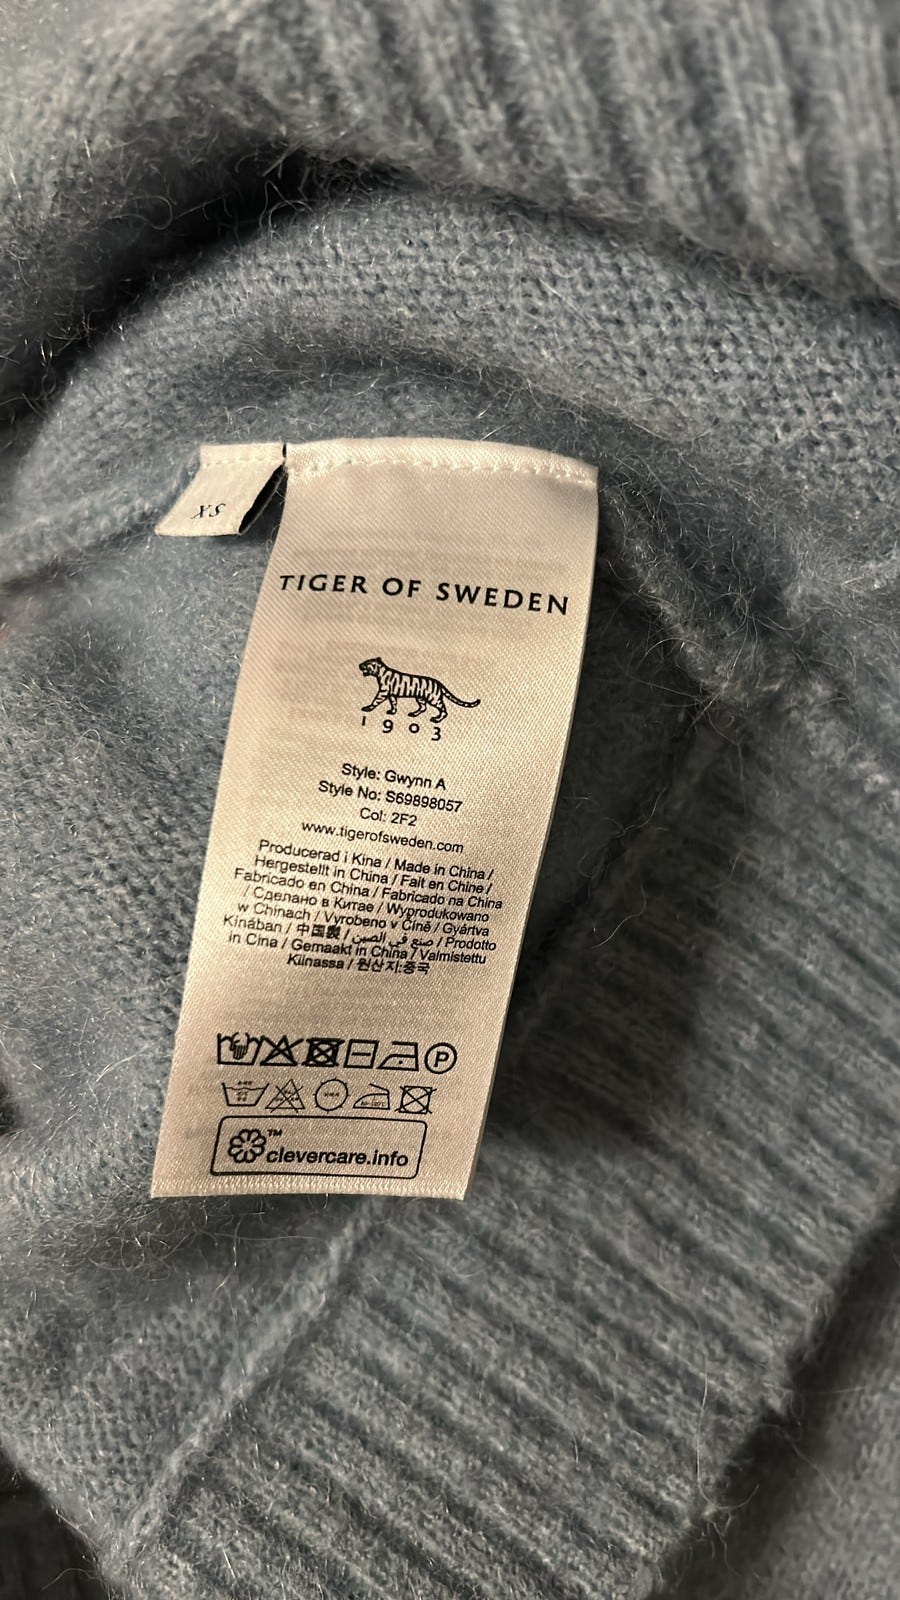 XS
TIGER OF SWEDEN
1903
Style: Gwynn A
Style No: S69898057
Col: 2F2
www.tigerofsweden.com
Producerad i Kina / Made in China /
Hergestellt in China / Fait en Chine /
Fabricado en China / Fabricado na China
/ Сделано в Китае / Wyprodukowano
w Chinach / Vyrobeno v Číně / Gyártva
Kínában / 中国製 / صنع في الصين / Prodotto
in Cina / Gemaakt in China / Valmistettu
Kiinassa / 원산지:중국
P
™
clevercare.info